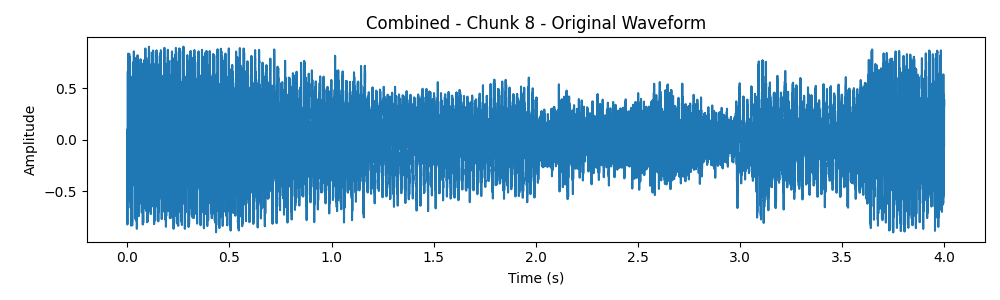 Combined - Chunk 8 - Original Waveform
Amplitude
0.5
0.0
−0.5
0.0 0.5 1.0 1.5 2.0 2.5 3.0 3.5 4.0
Time (s)